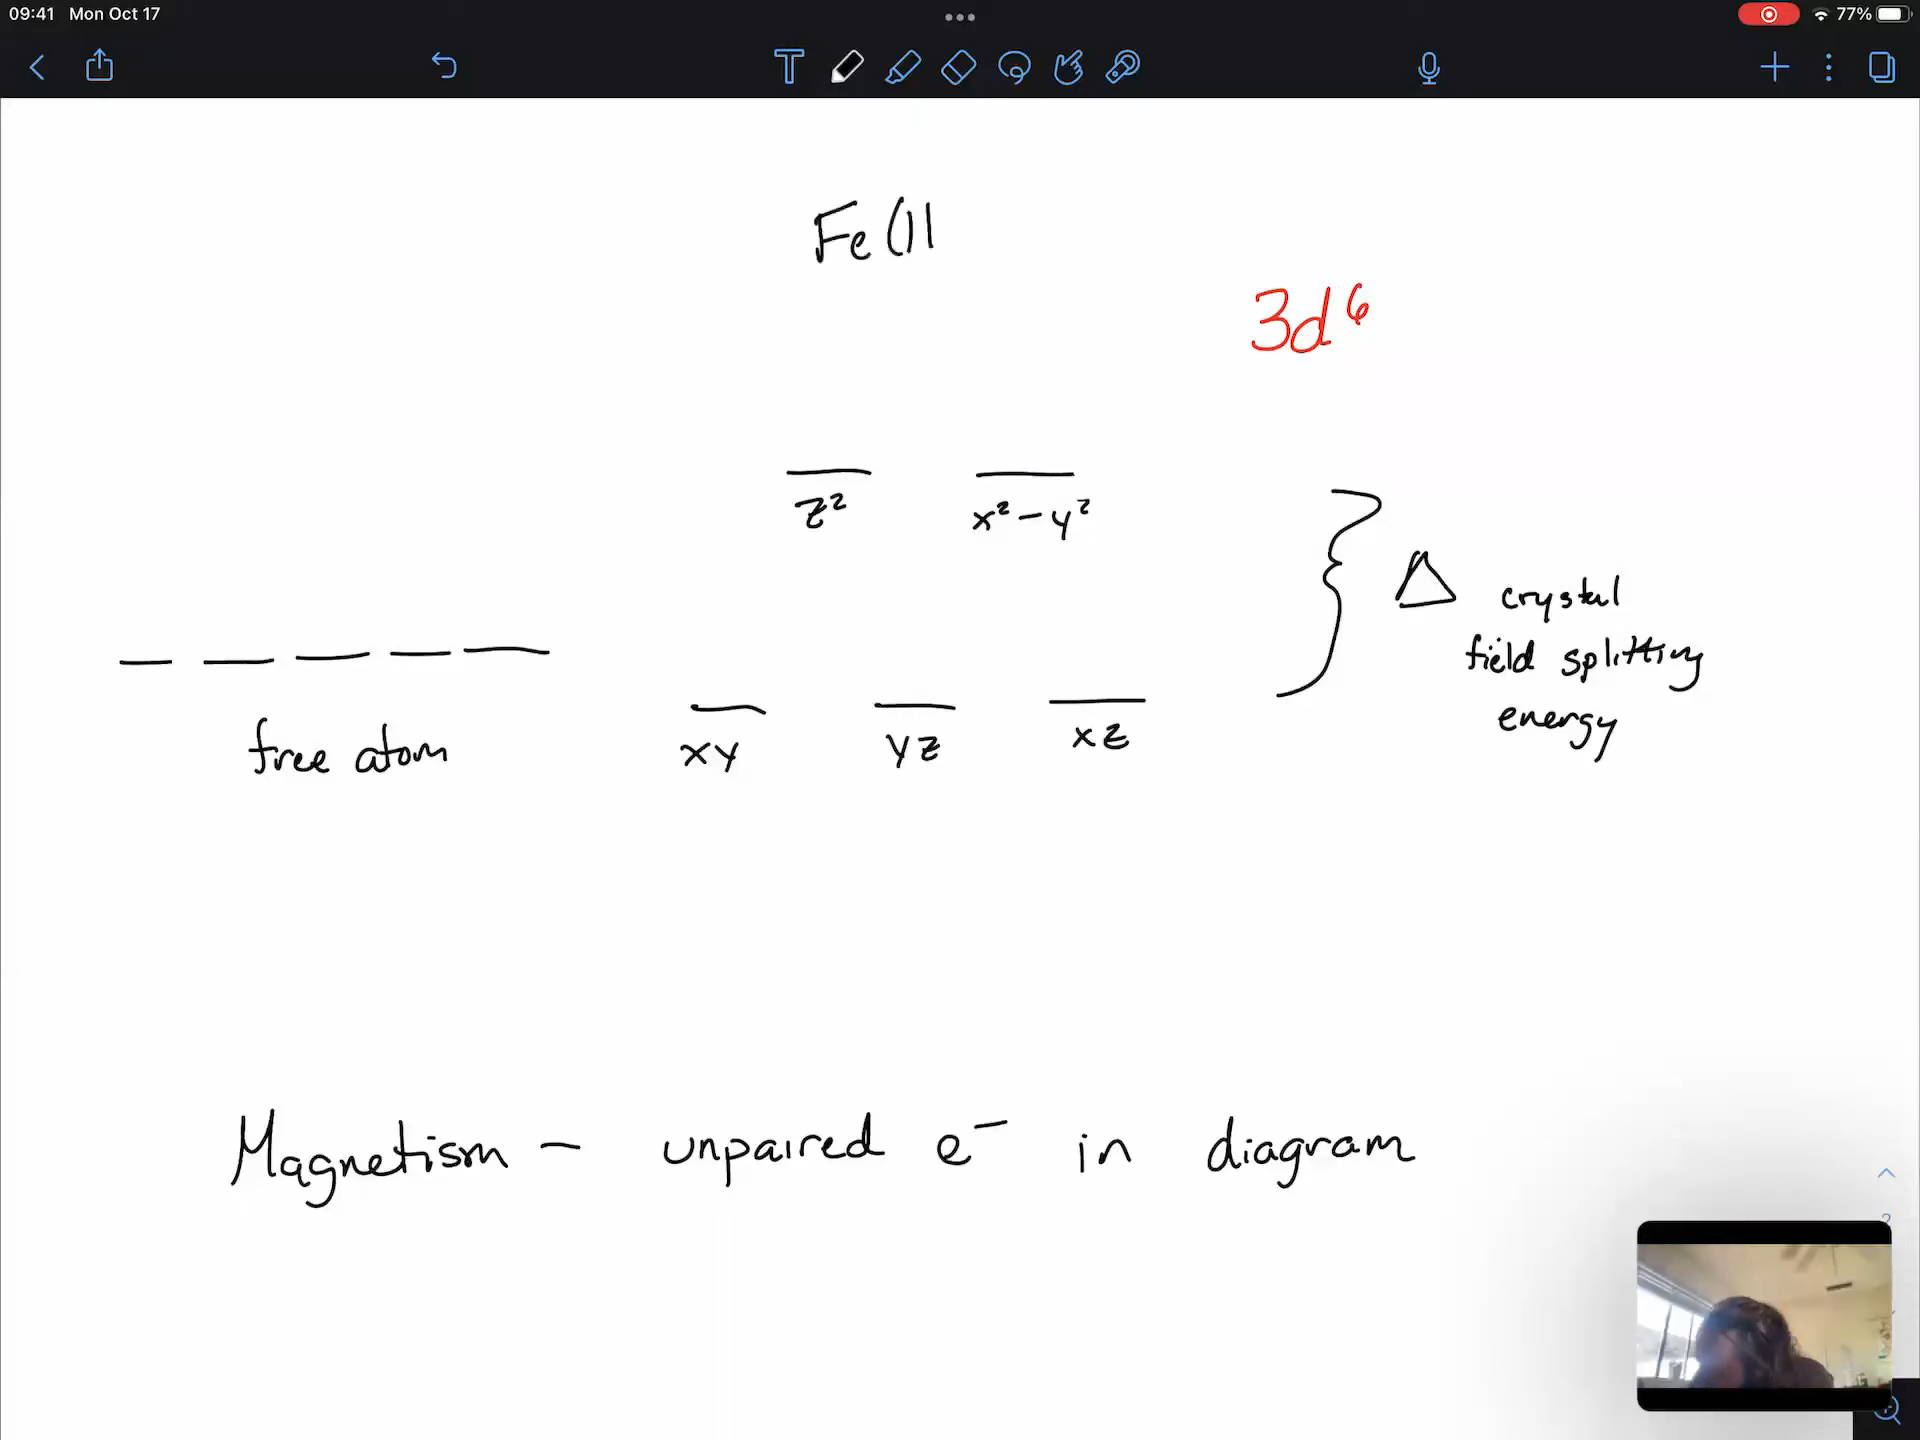 09:41 Mon Oct 17
77%
T
Fe(II
3d⁶
z² x²-y²
Δ crystal
field splitting
energy
free atom
xy yz xz
Magnetism - unpaired e⁻ in diagram
2